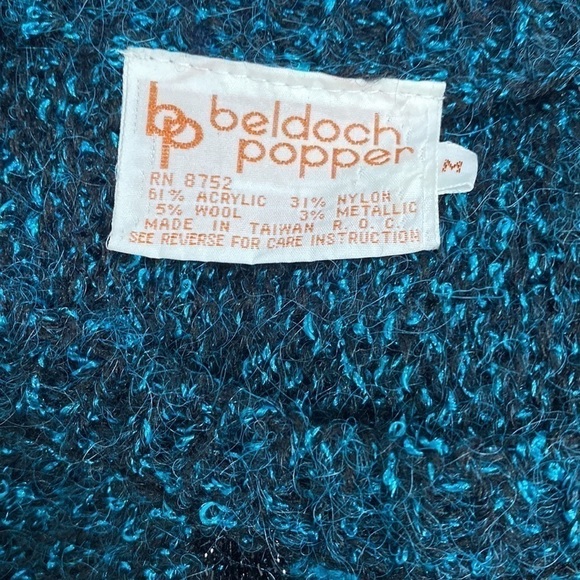 bp beldoch
popper
M
RN 8752
61% ACRYLIC 31% NYLON
5% WOOL 3% METALLIC
MADE IN TAIWAN R. O. C.
SEE REVERSE FOR CARE INSTRUCTION